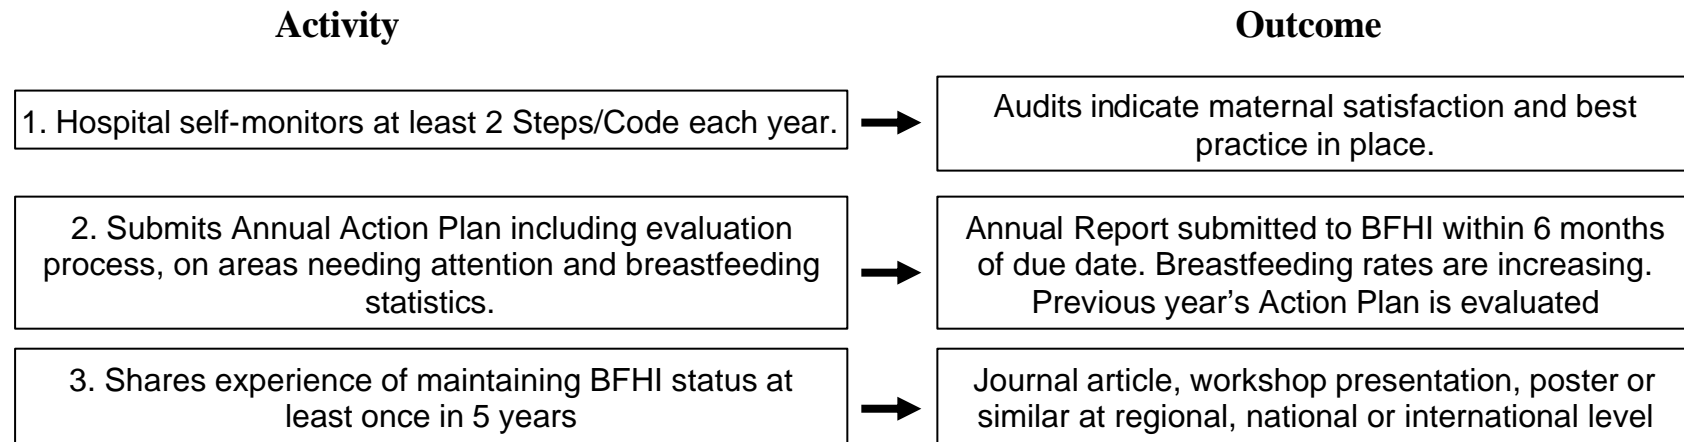 Activity
Outcome
1. Hospital self-monitors at least 2 Steps/Code each year.
Audits indicate maternal satisfaction and best
practice in place.
2. Submits Annual Action Plan including evaluation
process, on areas needing attention and breastfeeding
statistics.
Annual Report submitted to BFHI within 6 months
of due date. Breastfeeding rates are increasing.
Previous year's Action Plan is evaluated
3. Shares experience of maintaining BFHI status at
least once in 5 years
Journal article, workshop presentation, poster or
similar at regional, national or international level